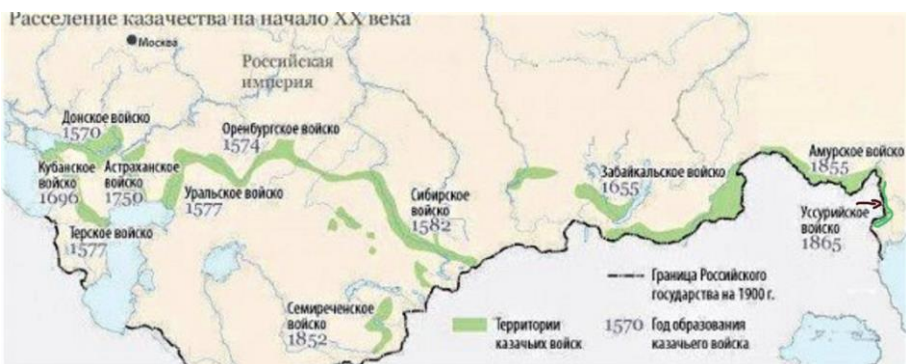 Расселение казачества на начало XX века
Москва
Российская
империя
Донское войско
1570
Оренбургское войско
1574
Кубанское
войско
1696
Астраханское
войско
1750
Уральское войско
1577
Терское войско
1577
Сибирское
войско
1582
Семиреченское
войско
1852
Забайкальское войско
1655
Амурское войско
1855
Уссурийское
войско
1865
Граница Российского
государства на 1900 г.
Территории
казачьих войск
1570 Год образования
казачьего войска